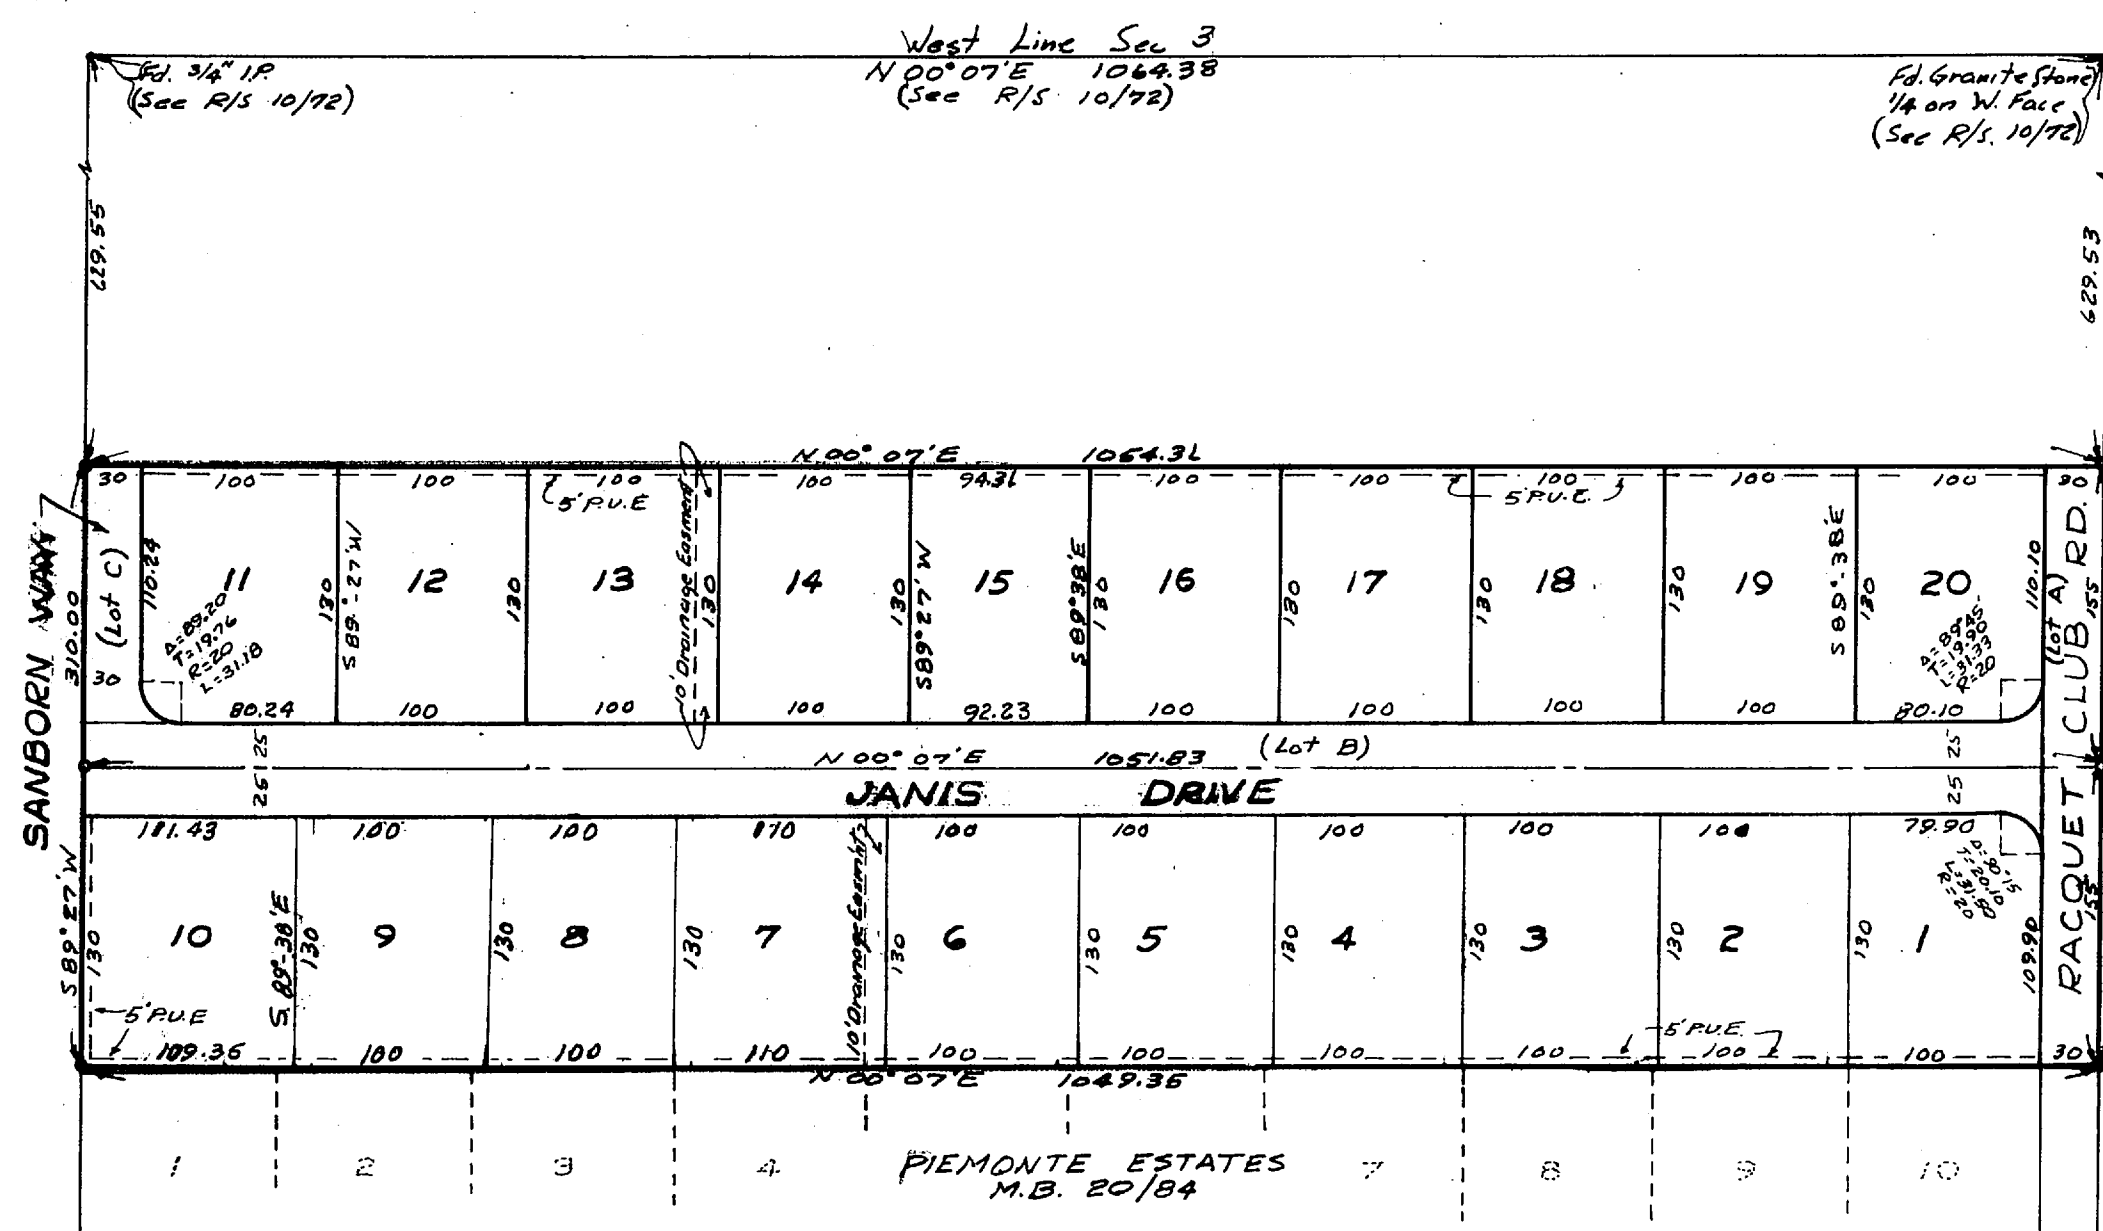 West Line Sec 3
N 00° 07' E 1064.38
(See R/S 10/72)
Fd. 3/4" I.P.
(See R/S 10/72)
Fd. Granite Stone
1/4 on W. Face
(See R/S. 10/72)
629.55
629.53
N 00° 07' E 1064.31
30 100 100 100 100 94.31 100 100 100 100 100 30
5' P.U.E
5' P.U.E.
SANBORN WAY
310.00
(Lot C)
30
110.24
11
Δ=89.20
T=19.76
R=20
L=31.18
130
S 89°-27' W
12
130
13
10' Drainage Easment
130
14
130
S 89° 27' W
15
S 89° 38' E
130
16
130
17
130
18
130
19
S 89°-38' E
130
20
Δ=89°45
T=19.90
L=31.33
R=20
110.10
(Lot A)
155
RACQUET CLUB RD.
80.24 100 100 100 92.23 100 100 100 100 80.10
25 25
N 00° 07' E 1051.83
(Lot B)
25 25
JANIS DRIVE
111.43 100 100 110 100 100 100 100 100 79.90
S 89° 27' W
130
10
S. 89°-38' E
130
9
130
8
130
7
10' Drainage Easm't
130
6
130
5
130
4
130
3
130
2
130
1
T=20.10
R=20
109.90
155
5' P.U.E
5' P.U.E.
109.36 100 100 110 100 100 100 100 100 100 30
N 00° 07' E 1049.36
1 2 3 4 7 8 9 10
PIEMONTE ESTATES
M.B. 20/84